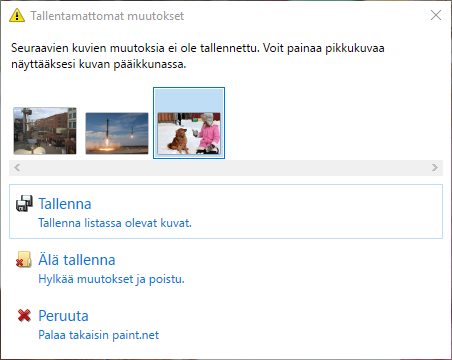 Tallentamattomat muutokset
Seuraavien kuvien muutoksia ei ole tallennettu. Voit painaa pikkukuvaa
näyttääksesi kuvan pääikkunassa.
Tallenna
Tallenna listassa olevat kuvat.
Älä tallenna
Hylkää muutokset ja poistu.
Peruuta
Palaa takaisin paint.net